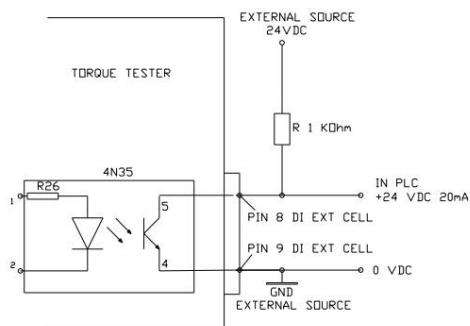 EXTERNAL SOURCE
24VDC
TORQUE TESTER
R 1 KOhm
4N35
R26
1
5
IN PLC
+24 VDC 20mA
PIN 8 DI EXT CELL
PIN 9 DI EXT CELL
2
4
0 VDC
GND
EXTERNAL SOURCE